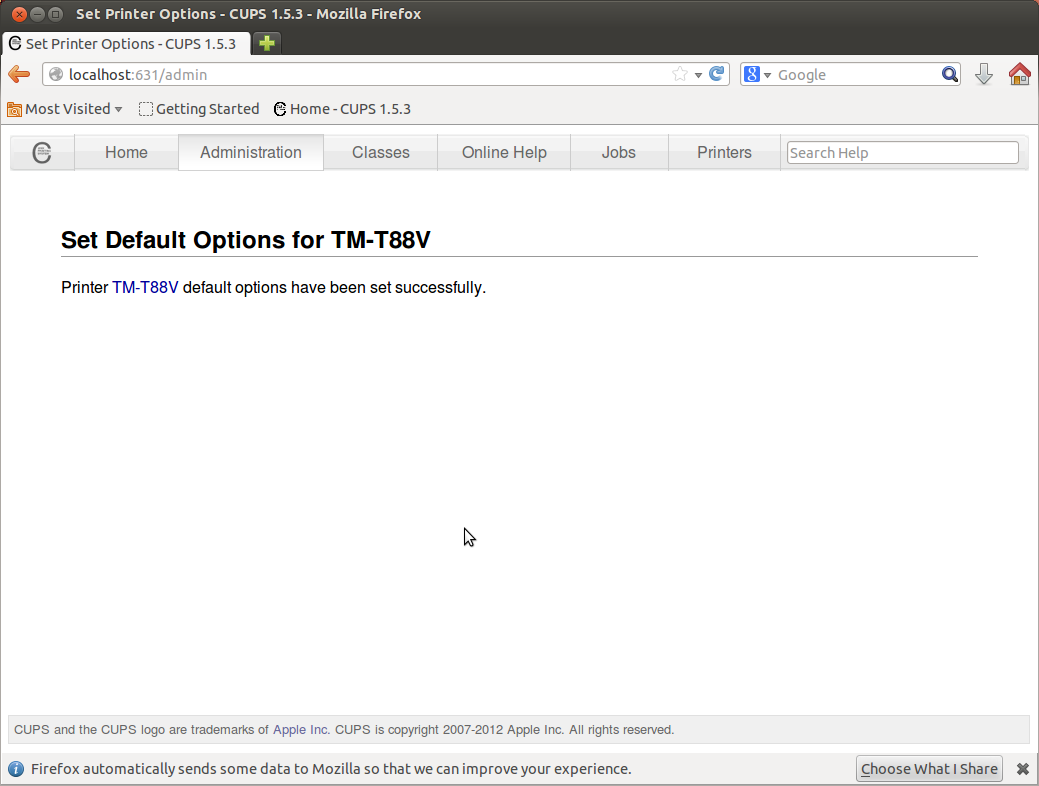 Set Printer Options - CUPS 1.5.3 - Mozilla Firefox
Set Printer Options - CUPS 1.5.3
localhost:631/admin
Google
Most Visited
Getting Started
Home - CUPS 1.5.3
Home
Administration
Classes
Online Help
Jobs
Printers
Search Help
Set Default Options for TM-T88V
Printer TM-T88V default options have been set successfully.
CUPS and the CUPS logo are trademarks of Apple Inc. CUPS is copyright 2007-2012 Apple Inc. All rights reserved.
Firefox automatically sends some data to Mozilla so that we can improve your experience.
Choose What I Share